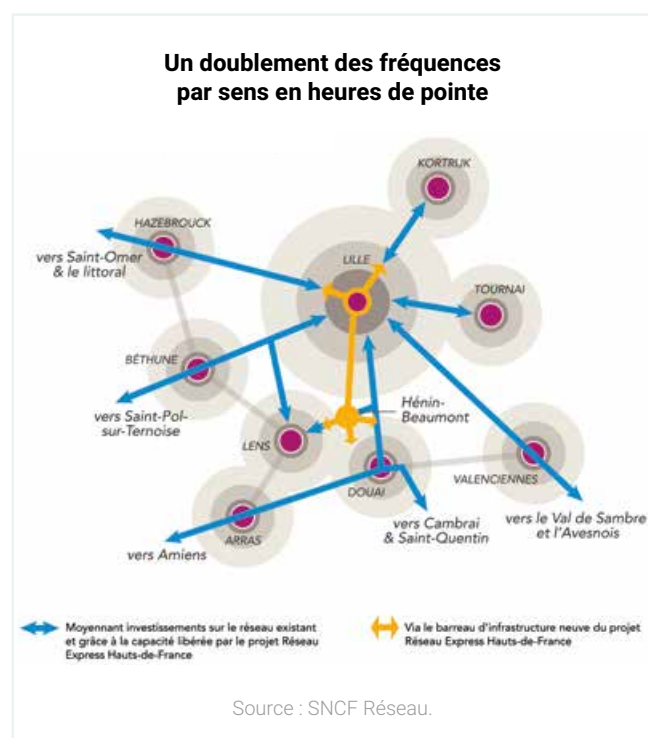 Un doublement des fréquences
par sens en heures de pointe
KORTRIJK
HAZEBROUCK
vers Saint-Omer
& le littoral
LILLE
TOURNAI
BÉTHUNE
vers Saint-Pol-
sur-Ternoise
Hénin-
Beaumont
LENS
DOUAI
VALENCIENNES
ARRAS
vers Amiens
vers Cambrai
& Saint-Quentin
vers le Val de Sambre
et l'Avesnois
Moyennant investissements sur le réseau existant
et grâce à la capacité libérée par le projet Réseau
Express Hauts-de-France
Via le barreau d'infrastructure neuve du projet
Réseau Express Hauts-de-France
Source : SNCF Réseau.